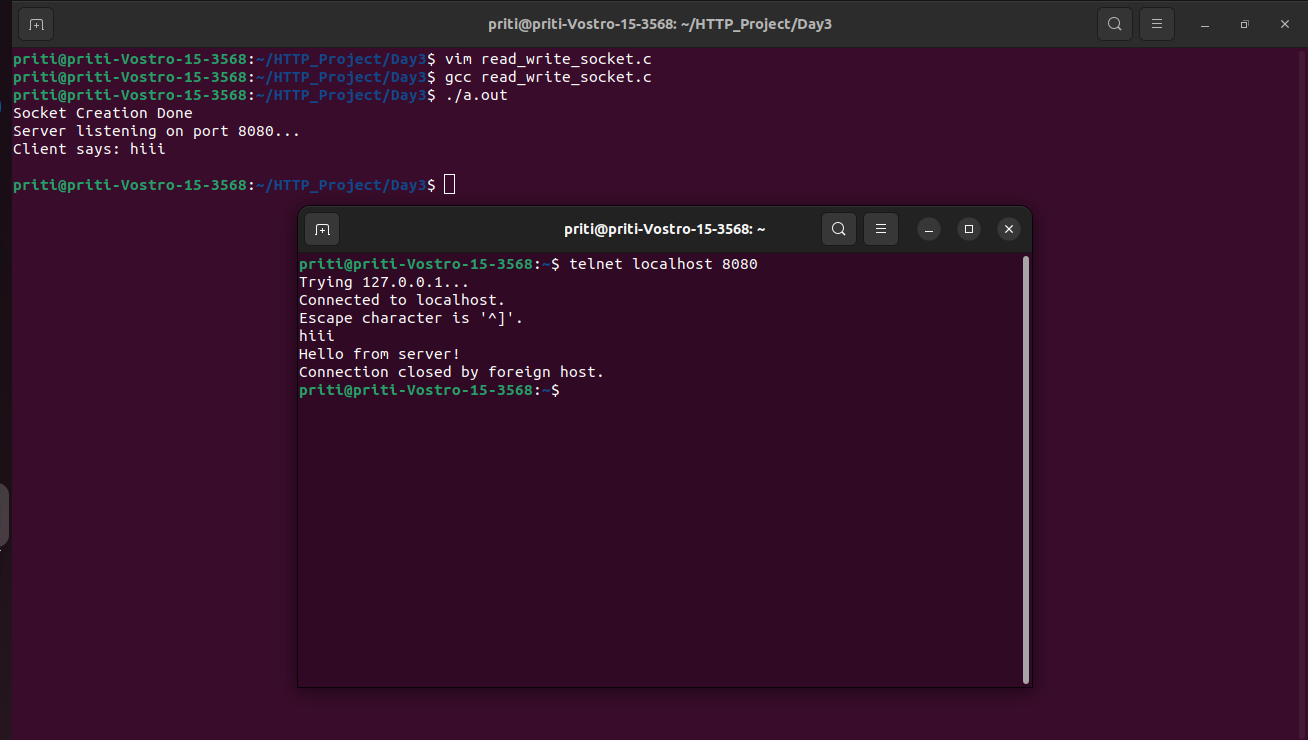 priti@priti-Vostro-15-3568: ~/HTTP_Project/Day3
priti@priti-Vostro-15-3568:~/HTTP_Project/Day3$ vim read_write_socket.c
priti@priti-Vostro-15-3568:~/HTTP_Project/Day3$ gcc read_write_socket.c
priti@priti-Vostro-15-3568:~/HTTP_Project/Day3$ ./a.out
Socket Creation Done
Server listening on port 8080...
Client says: hiii
priti@priti-Vostro-15-3568:~/HTTP_Project/Day3$
priti@priti-Vostro-15-3568: ~
priti@priti-Vostro-15-3568:~$ telnet localhost 8080
Trying 127.0.0.1...
Connected to localhost.
Escape character is '^]'.
hiii
Hello from server!
Connection closed by foreign host.
priti@priti-Vostro-15-3568:~$